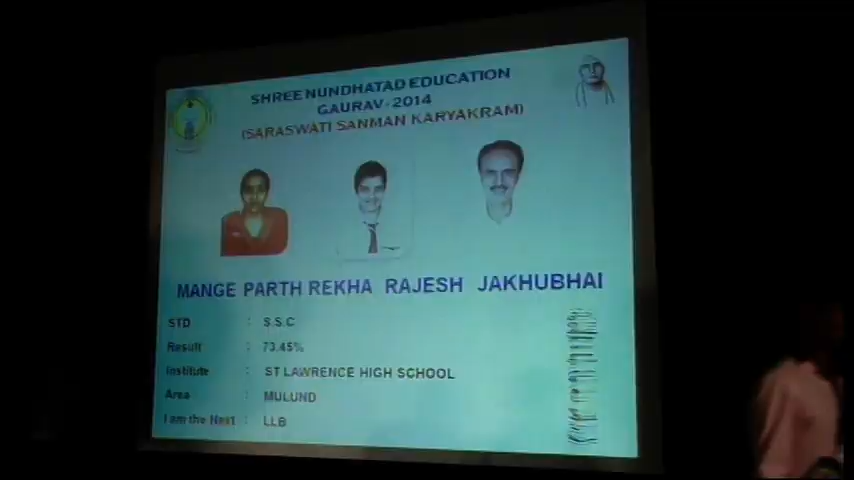 SHREE NUNDHATAD EDUCATION
GAURAV - 2014
(SARASWATI SANMAN KARYAKRAM)
MANGE PARTH REKHA RAJESH JAKHUBHAI
STD : S.S.C
Result : 73.45%
Institute : ST LAWRENCE HIGH SCHOOL
Area : MULUND
I am the Next : LLB